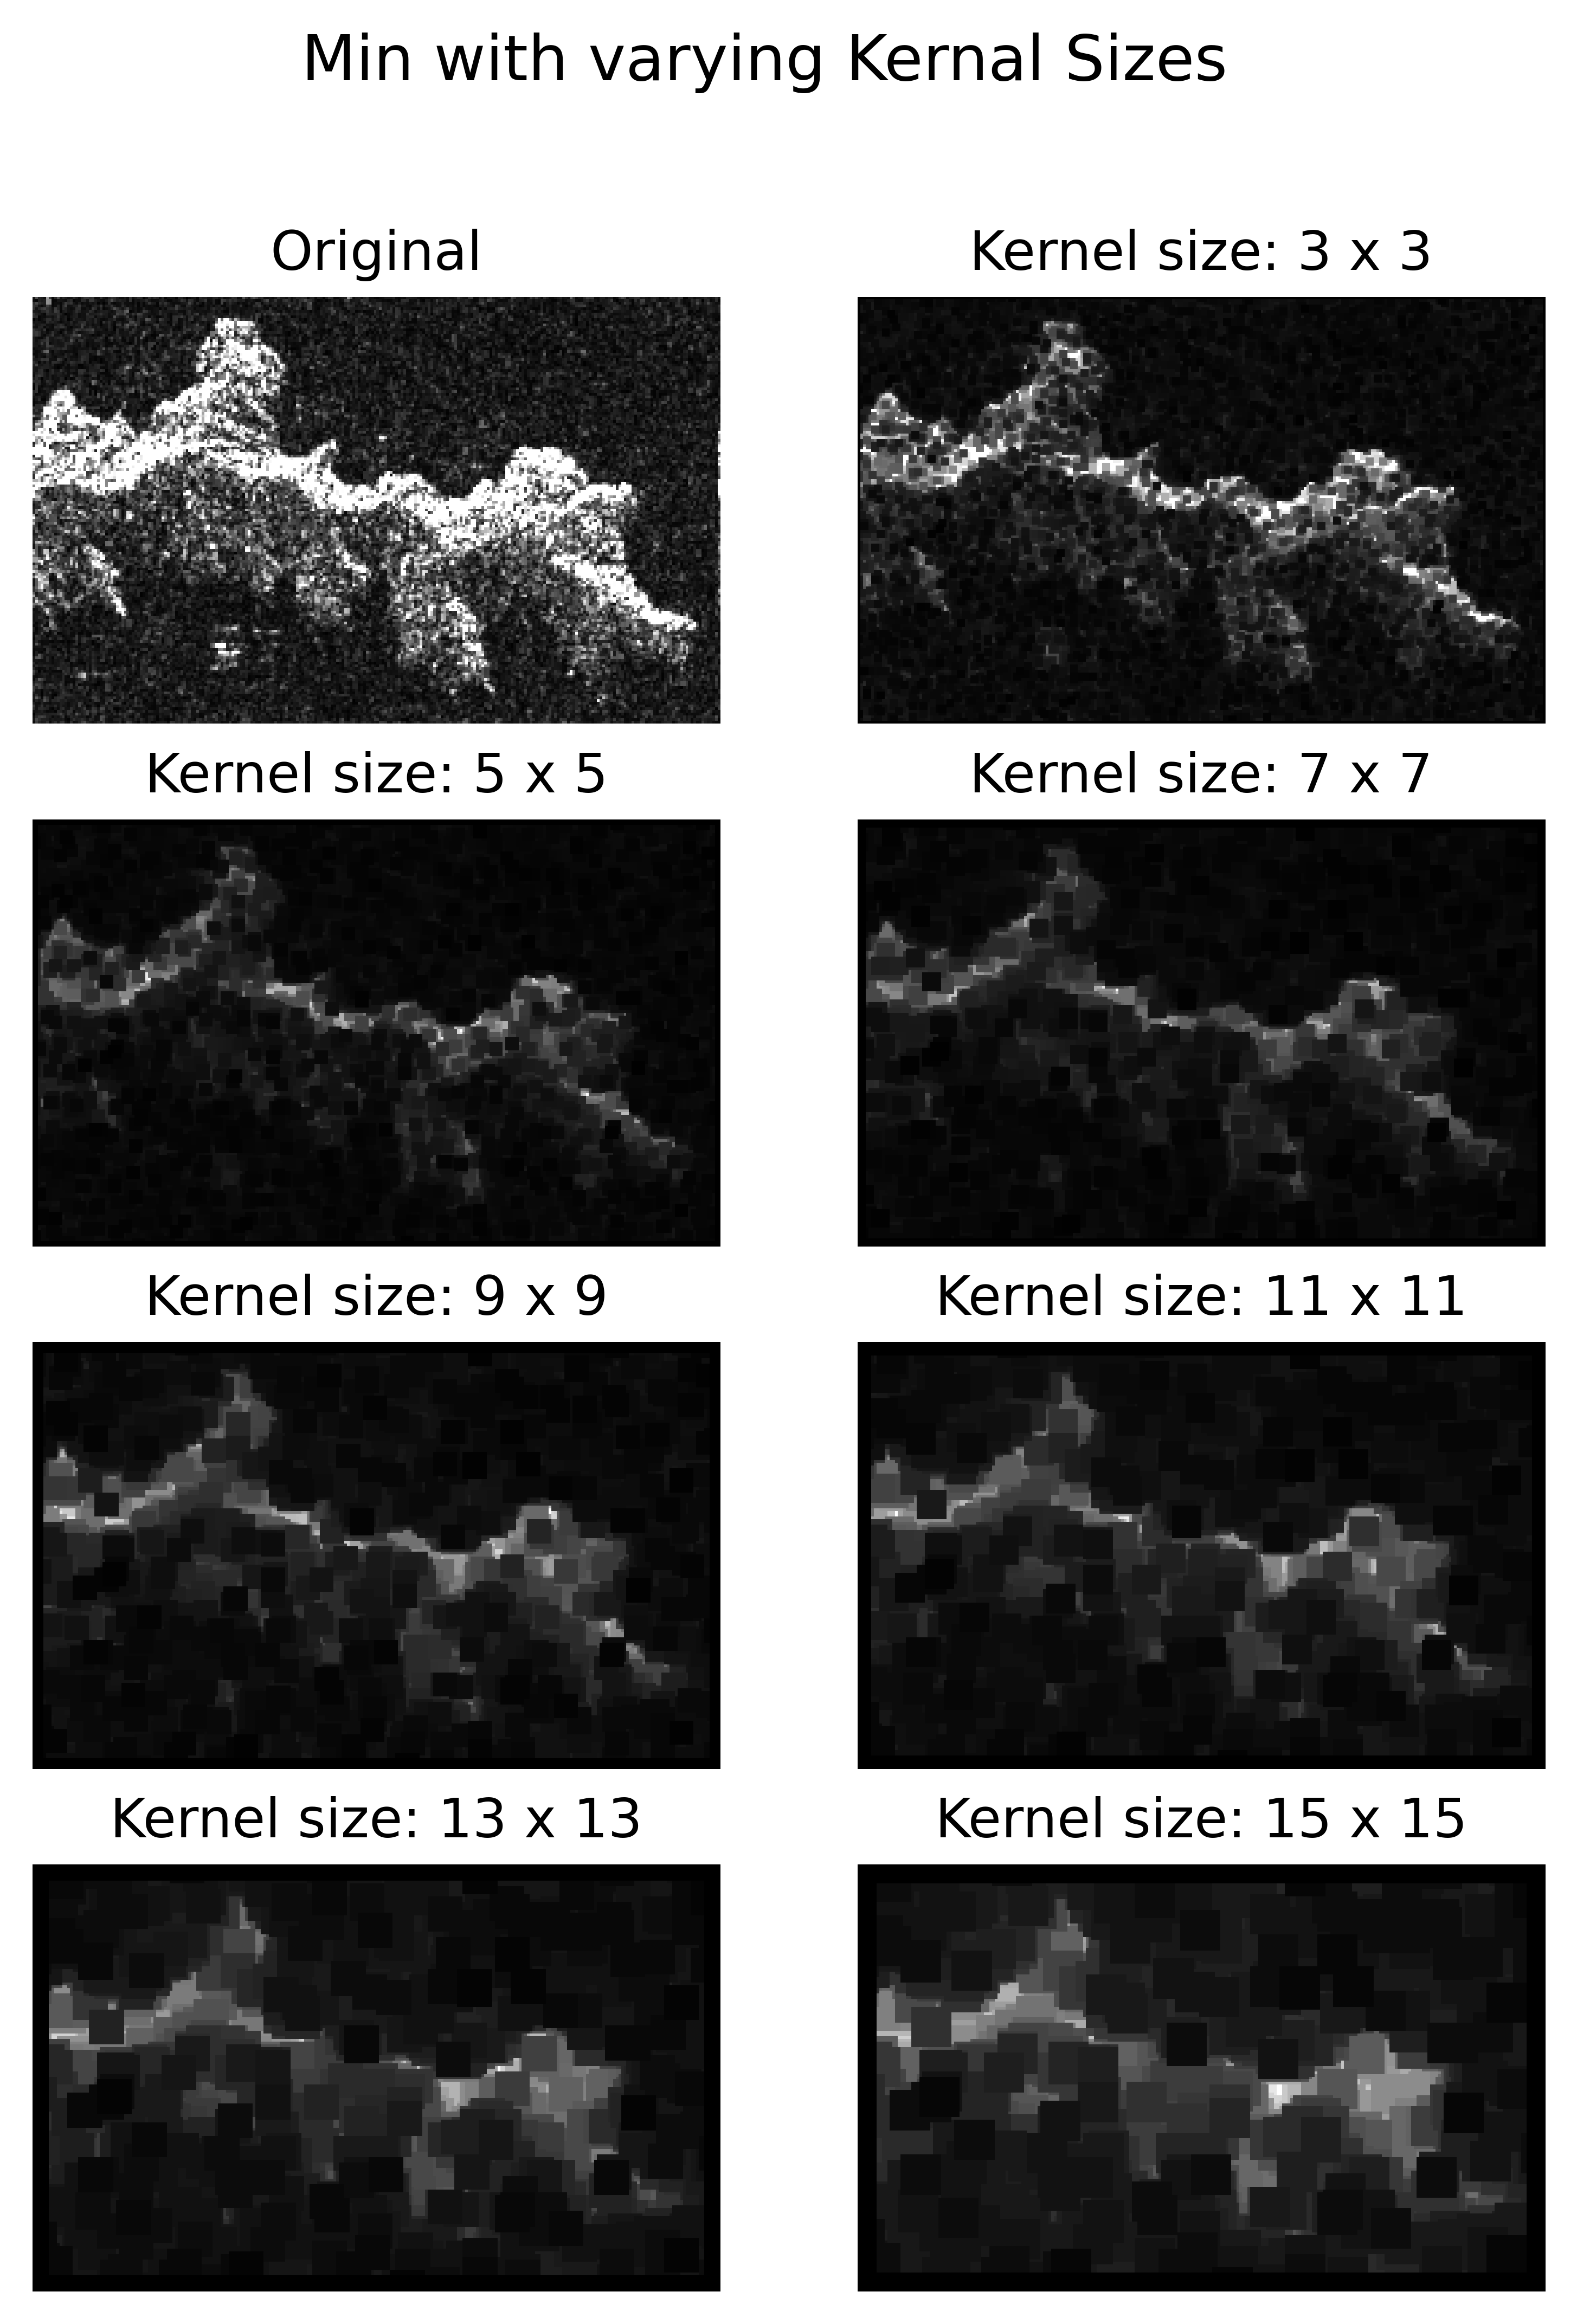 Min with varying Kernal Sizes
Original
Kernel size: 3 x 3
Kernel size: 5 x 5
Kernel size: 7 x 7
Kernel size: 9 x 9
Kernel size: 11 x 11
Kernel size: 13 x 13
Kernel size: 15 x 15